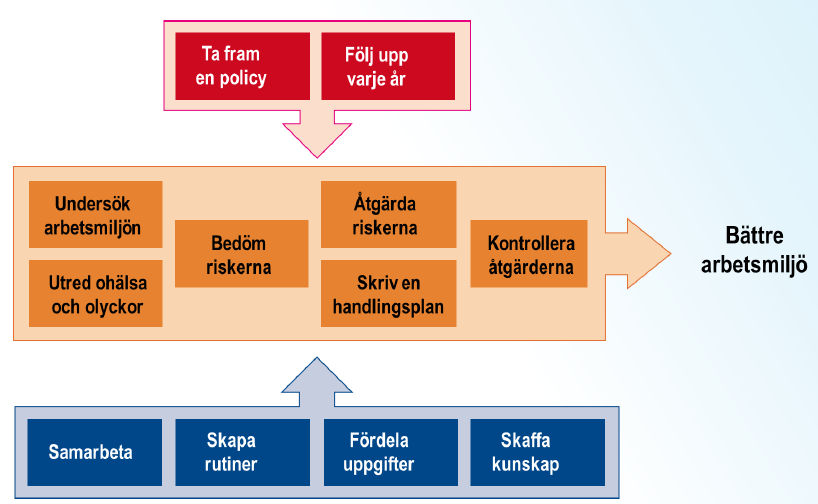 Ta fram
en policy
Följ upp
varje år
Undersök
arbetsmiljön
Utred ohälsa
och olyckor
Bedöm
riskerna
Åtgärda
riskerna
Skriv en
handlingsplan
Kontrollera
åtgärderna
Bättre
arbetsmiljö
Samarbeta
Skapa
rutiner
Fördela
uppgifter
Skaffa
kunskap